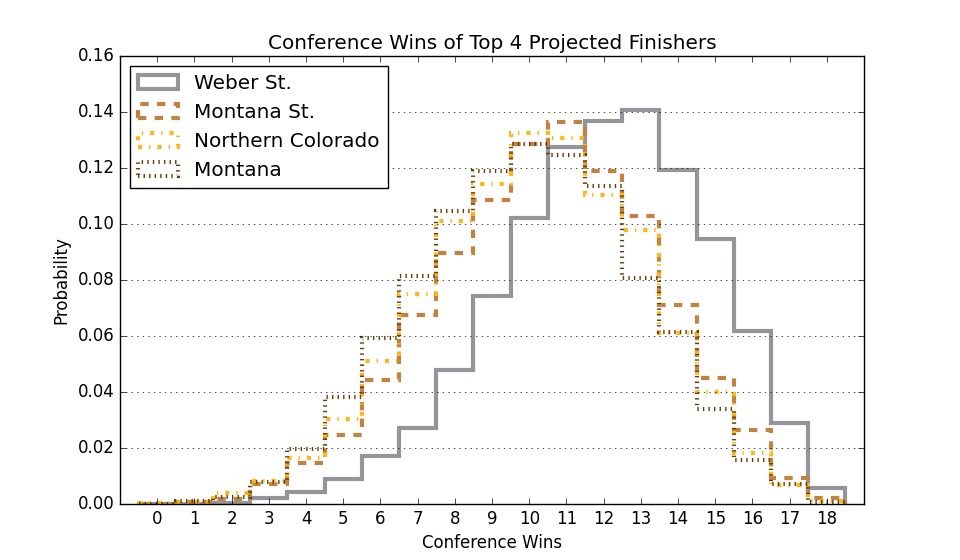 Conference Wins of Top 4 Projected Finishers
0.16
0.14
0.12
0.10
0.08
0.06
0.04
0.02
0.00
Probability
Weber St.
Montana St.
Northern Colorado
Montana
0 1 2 3 4 5 6 7 8 9 10 11 12 13 14 15 16 17 18
Conference Wins